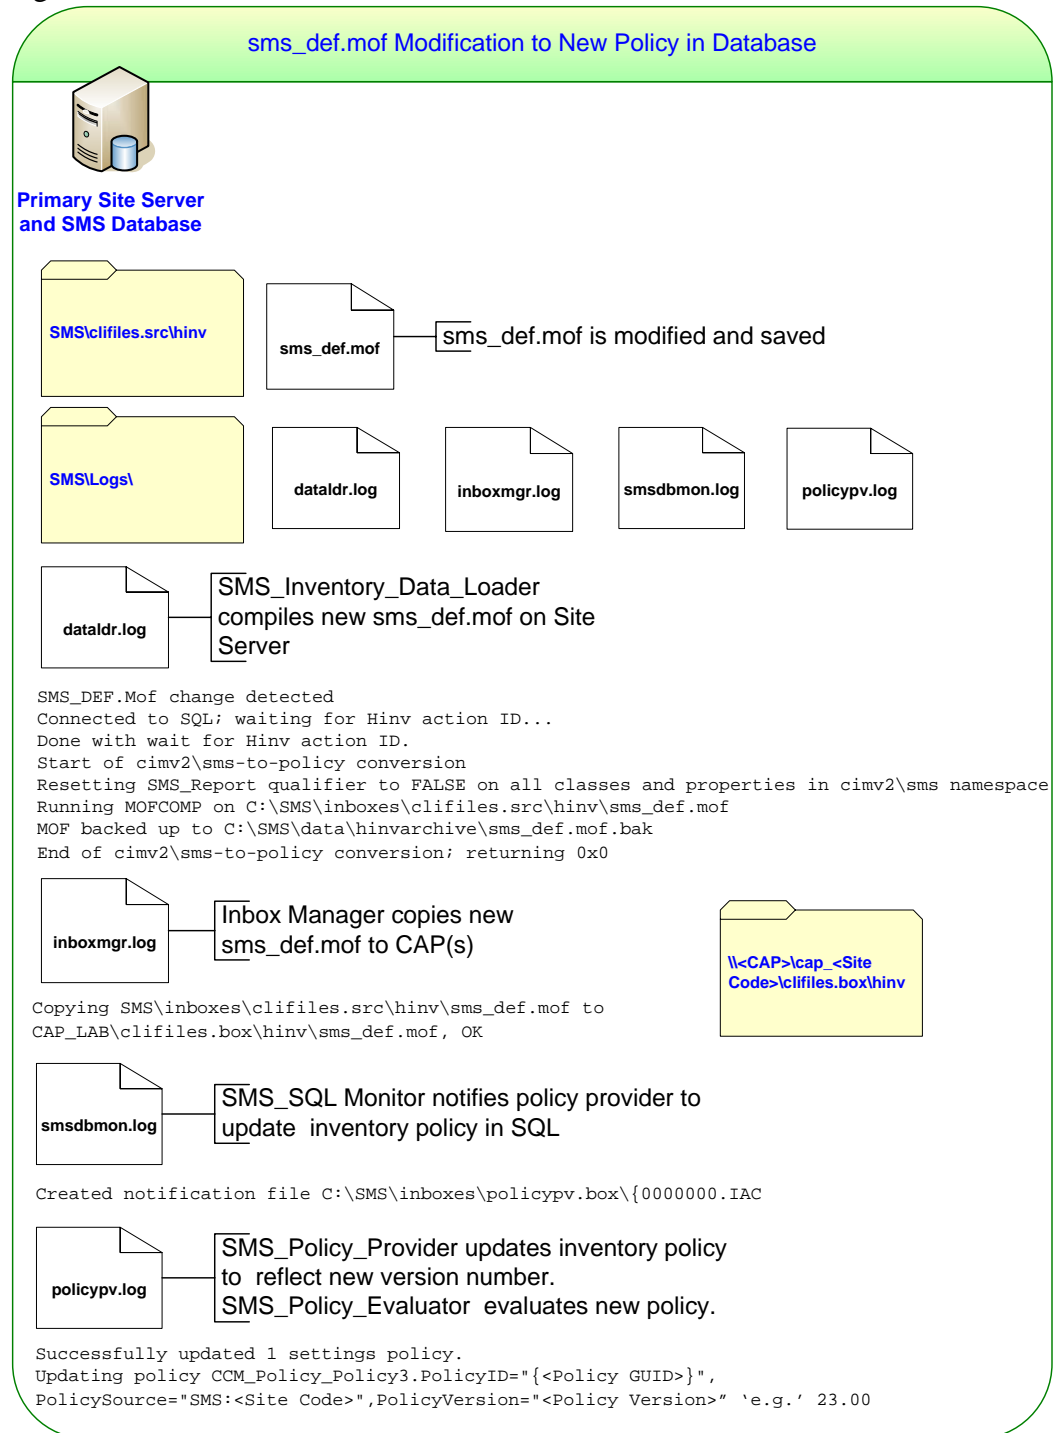 sms_def.mof Modification to New Policy in Database
Primary Site Server
and SMS Database
SMS\clifiles.src\hinv
sms_def.mof
sms_def.mof is modified and saved
SMS\Logs\
dataldr.log
inboxmgr.log
smsdbmon.log
policypv.log
dataldr.log
SMS_Inventory_Data_Loader
compiles new sms_def.mof on Site
Server
SMS_DEF.Mof change detected
Connected to SQL; waiting for Hinv action ID...
Done with wait for Hinv action ID.
Start of cimv2\sms-to-policy conversion
Resetting SMS_Report qualifier to FALSE on all classes and properties in cimv2\sms namespace
Running MOFCOMP on C:\SMS\inboxes\clifiles.src\hinv\sms_def.mof
MOF backed up to C:\SMS\data\hinvarchive\sms_def.mof.bak
End of cimv2\sms-to-policy conversion; returning 0x0
inboxmgr.log
Inbox Manager copies new
sms_def.mof to CAP(s)
\\<CAP>\cap_<Site
Code>\clifiles.box\hinv
Copying SMS\inboxes\clifiles.src\hinv\sms_def.mof to
CAP_LAB\clifiles.box\hinv\sms_def.mof, OK
smsdbmon.log
SMS_SQL Monitor notifies policy provider to
update  inventory policy in SQL
Created notification file C:\SMS\inboxes\policypv.box\{0000000.IAC
policypv.log
SMS_Policy_Provider updates inventory policy
to  reflect new version number.
SMS_Policy_Evaluator  evaluates new policy.
Successfully updated 1 settings policy.
Updating policy CCM_Policy_Policy3.PolicyID="{<Policy GUID>}",
PolicySource="SMS:<Site Code>",PolicyVersion="<Policy Version>” ‘e.g.’ 23.00